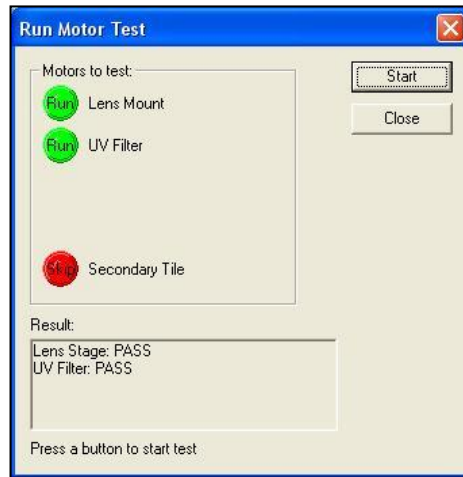 Run Motor Test
Motors to test:
Start
Run Lens Mount
Close
Run UV Filter
Skip Secondary Tile
Result:
Lens Stage: PASS
UV Filter: PASS
Press a button to start test